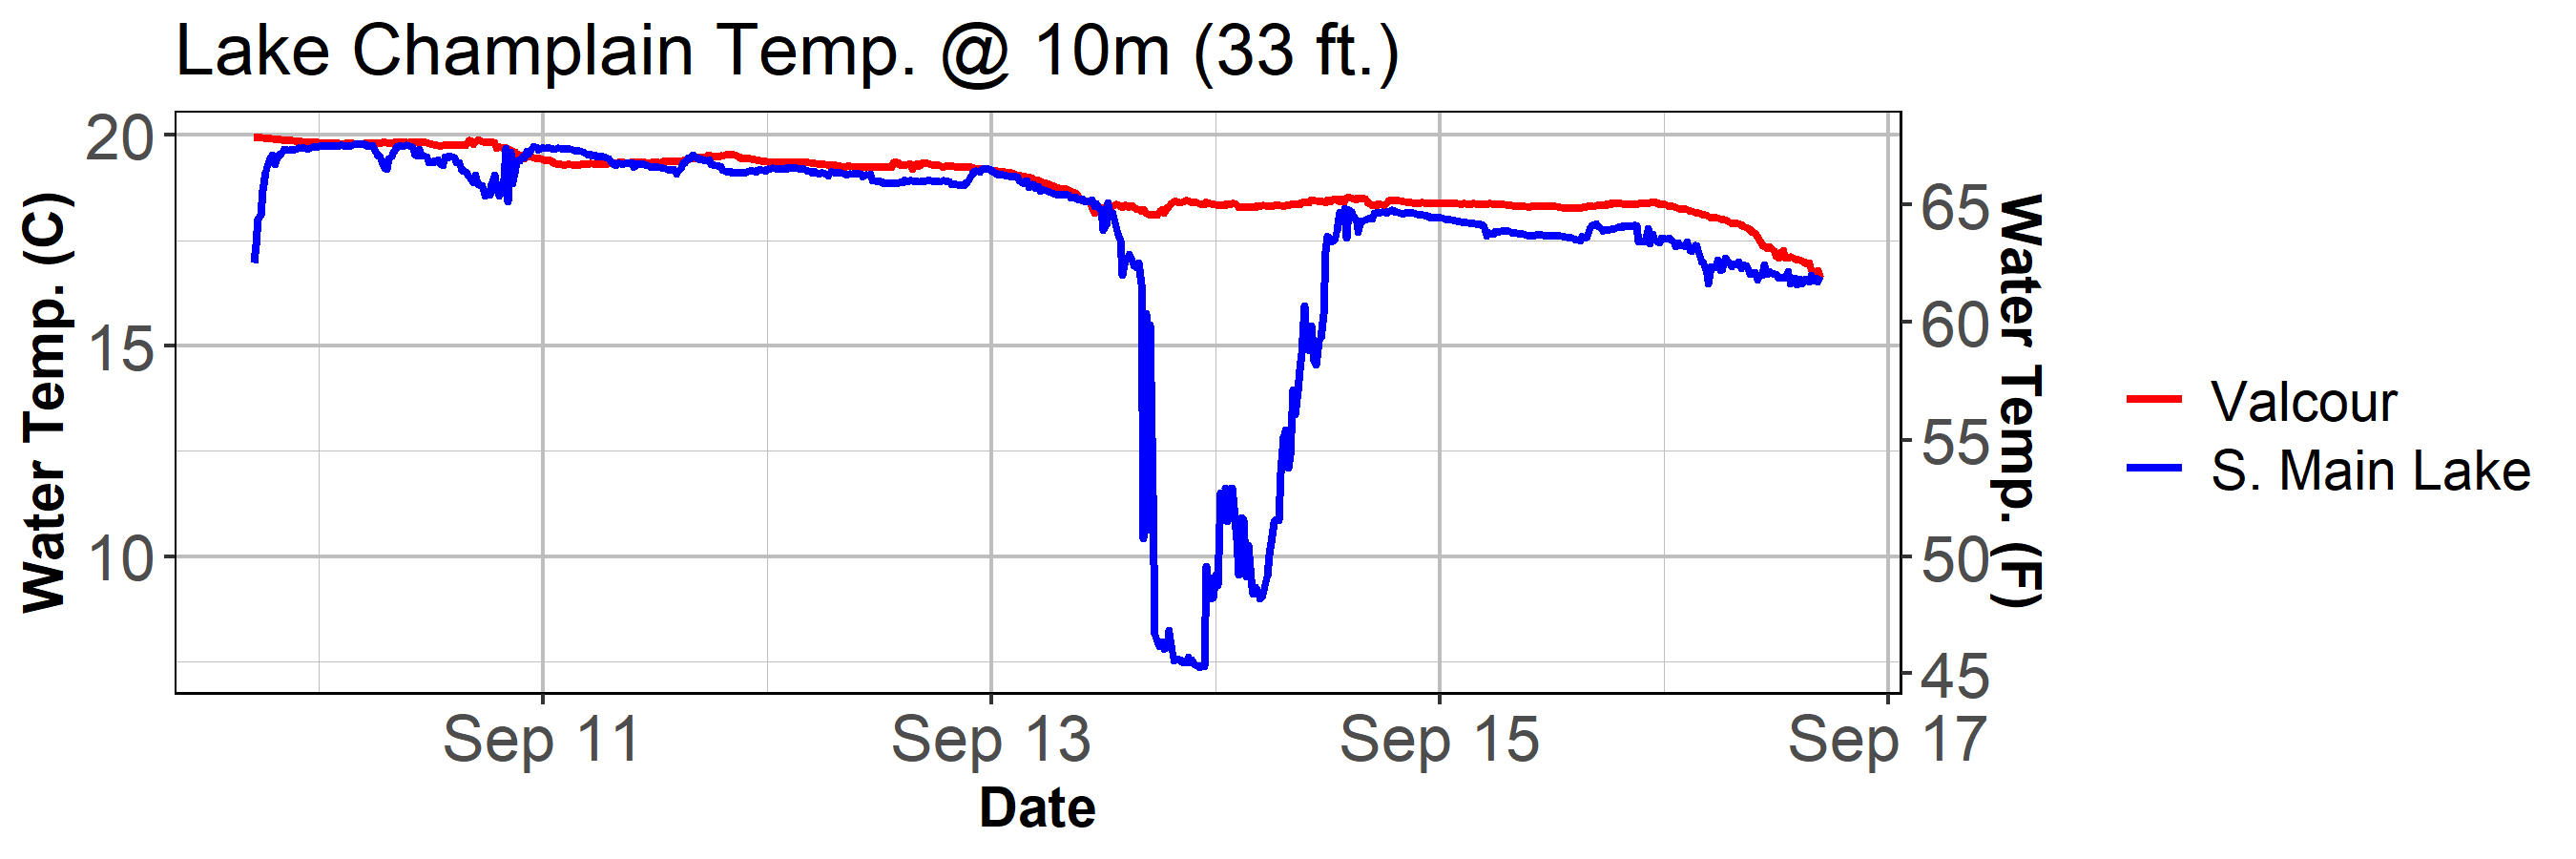 Lake Champlain Temp. @ 10m (33 ft.)
Water Temp. (C)
20
15
10
65
60
55
50
45
Water Temp. (F)
Sep 11
Sep 13
Sep 15
Sep 17
Date
Valcour
S. Main Lake